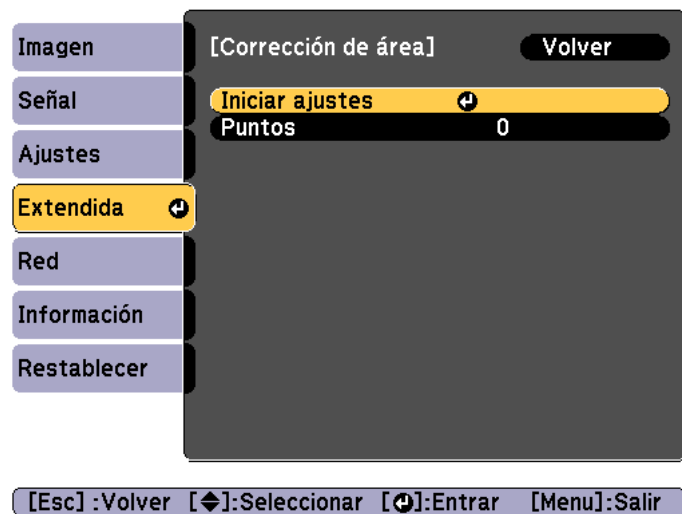 Imagen
Señal
Ajustes
Extendida
Red
Información
Restablecer
[Corrección de área] Volver
Iniciar ajustes
Puntos 0
[Esc] :Volver [◆]:Seleccionar [↵]:Entrar [Menu]:Salir